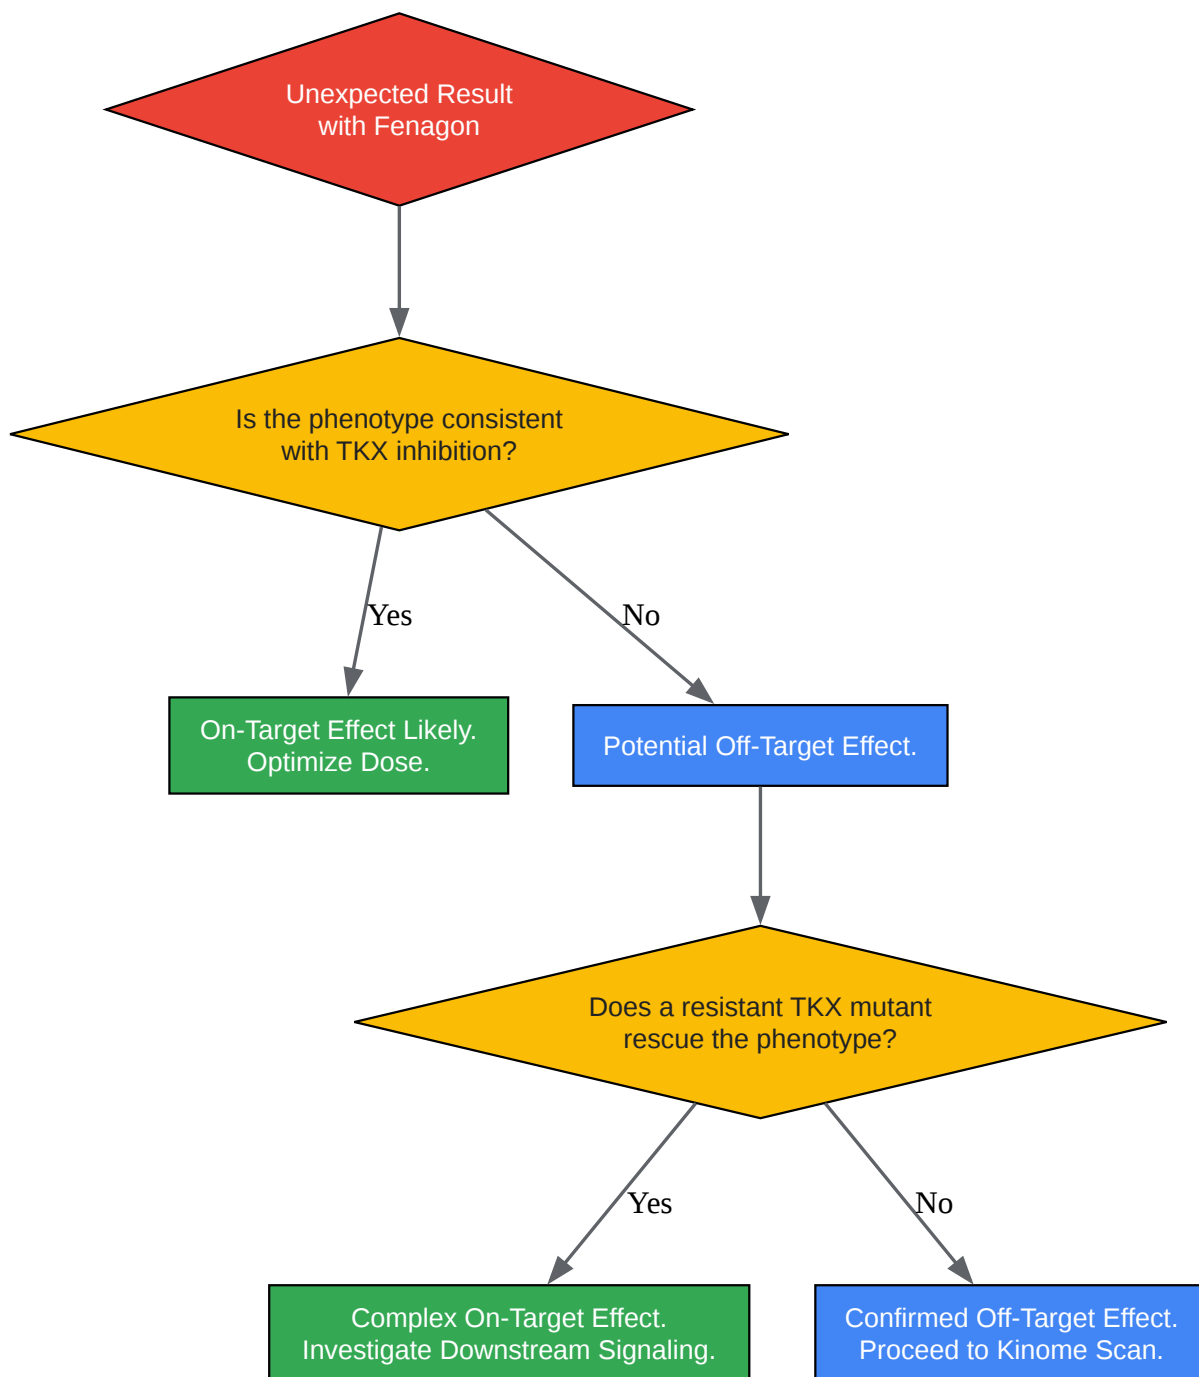 Unexpected Result
with Fenagon
Is the phenotype consistent
with TKX inhibition?
Yes
No
On-Target Effect Likely.
Optimize Dose.
Potential Off-Target Effect.
Does a resistant TKX mutant
rescue the phenotype?
Yes
No
Complex On-Target Effect.
Investigate Downstream Signaling.
Confirmed Off-Target Effect.
Proceed to Kinome Scan.